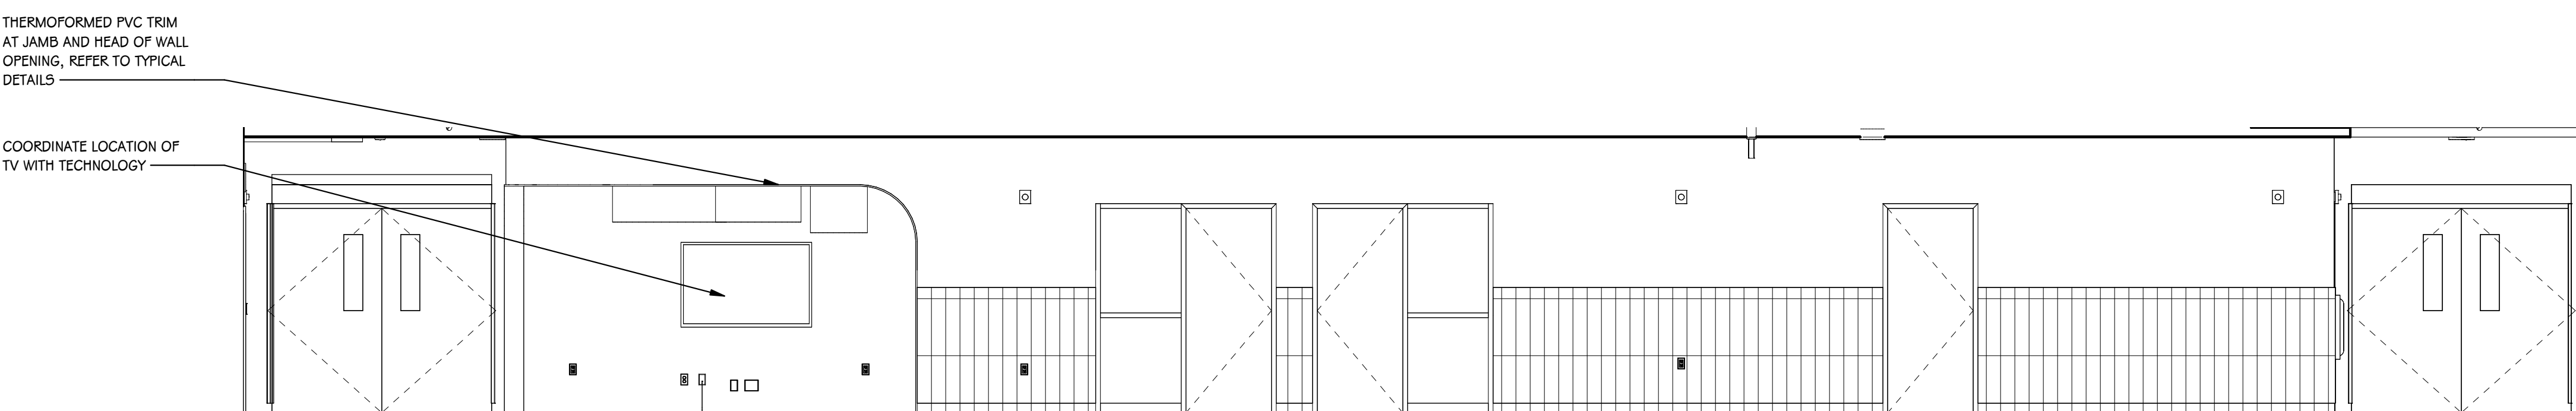 THERMOFORMED PVC TRIM
AT JAMB AND HEAD OF WALL
OPENING, REFER TO TYPICAL
DETAILS
COORDINATE LOCATION OF
TV WITH TECHNOLOGY